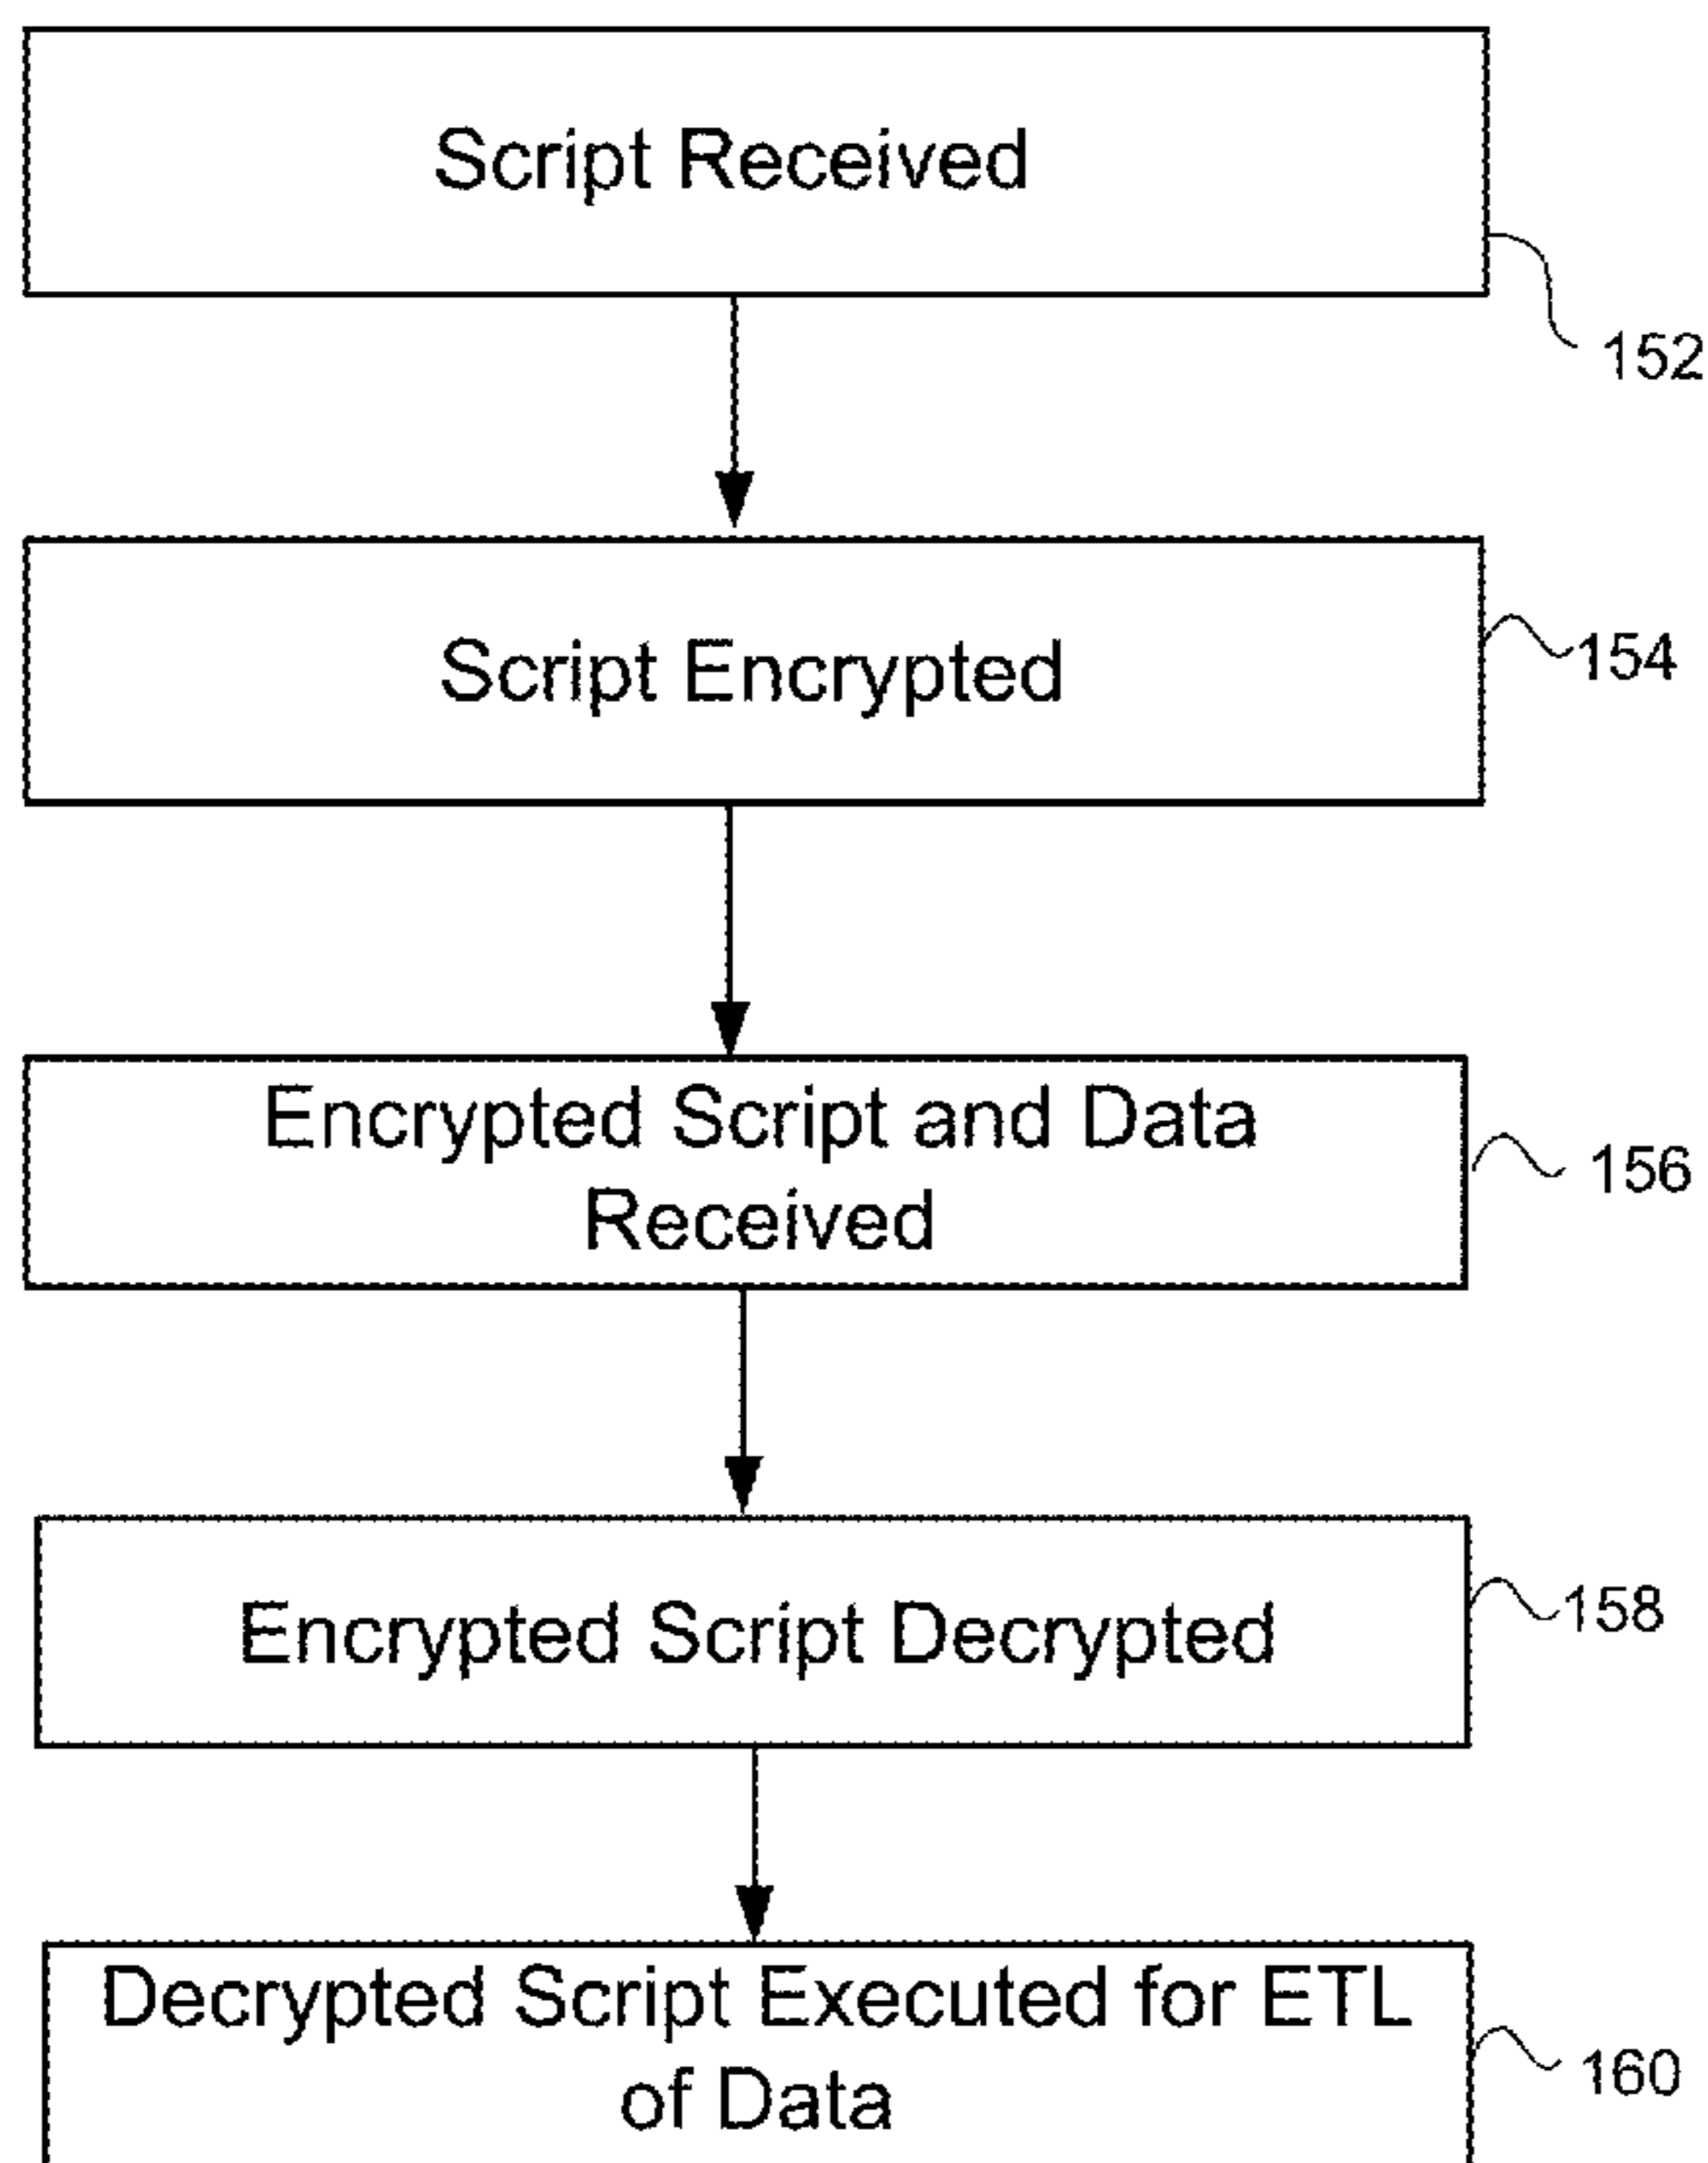 Script Received
152
Script Encrypted
154
Encrypted Script and Data
Received
156
Encrypted Script Decrypted
158
Decrypted Script Executed for ETL
of Data
160